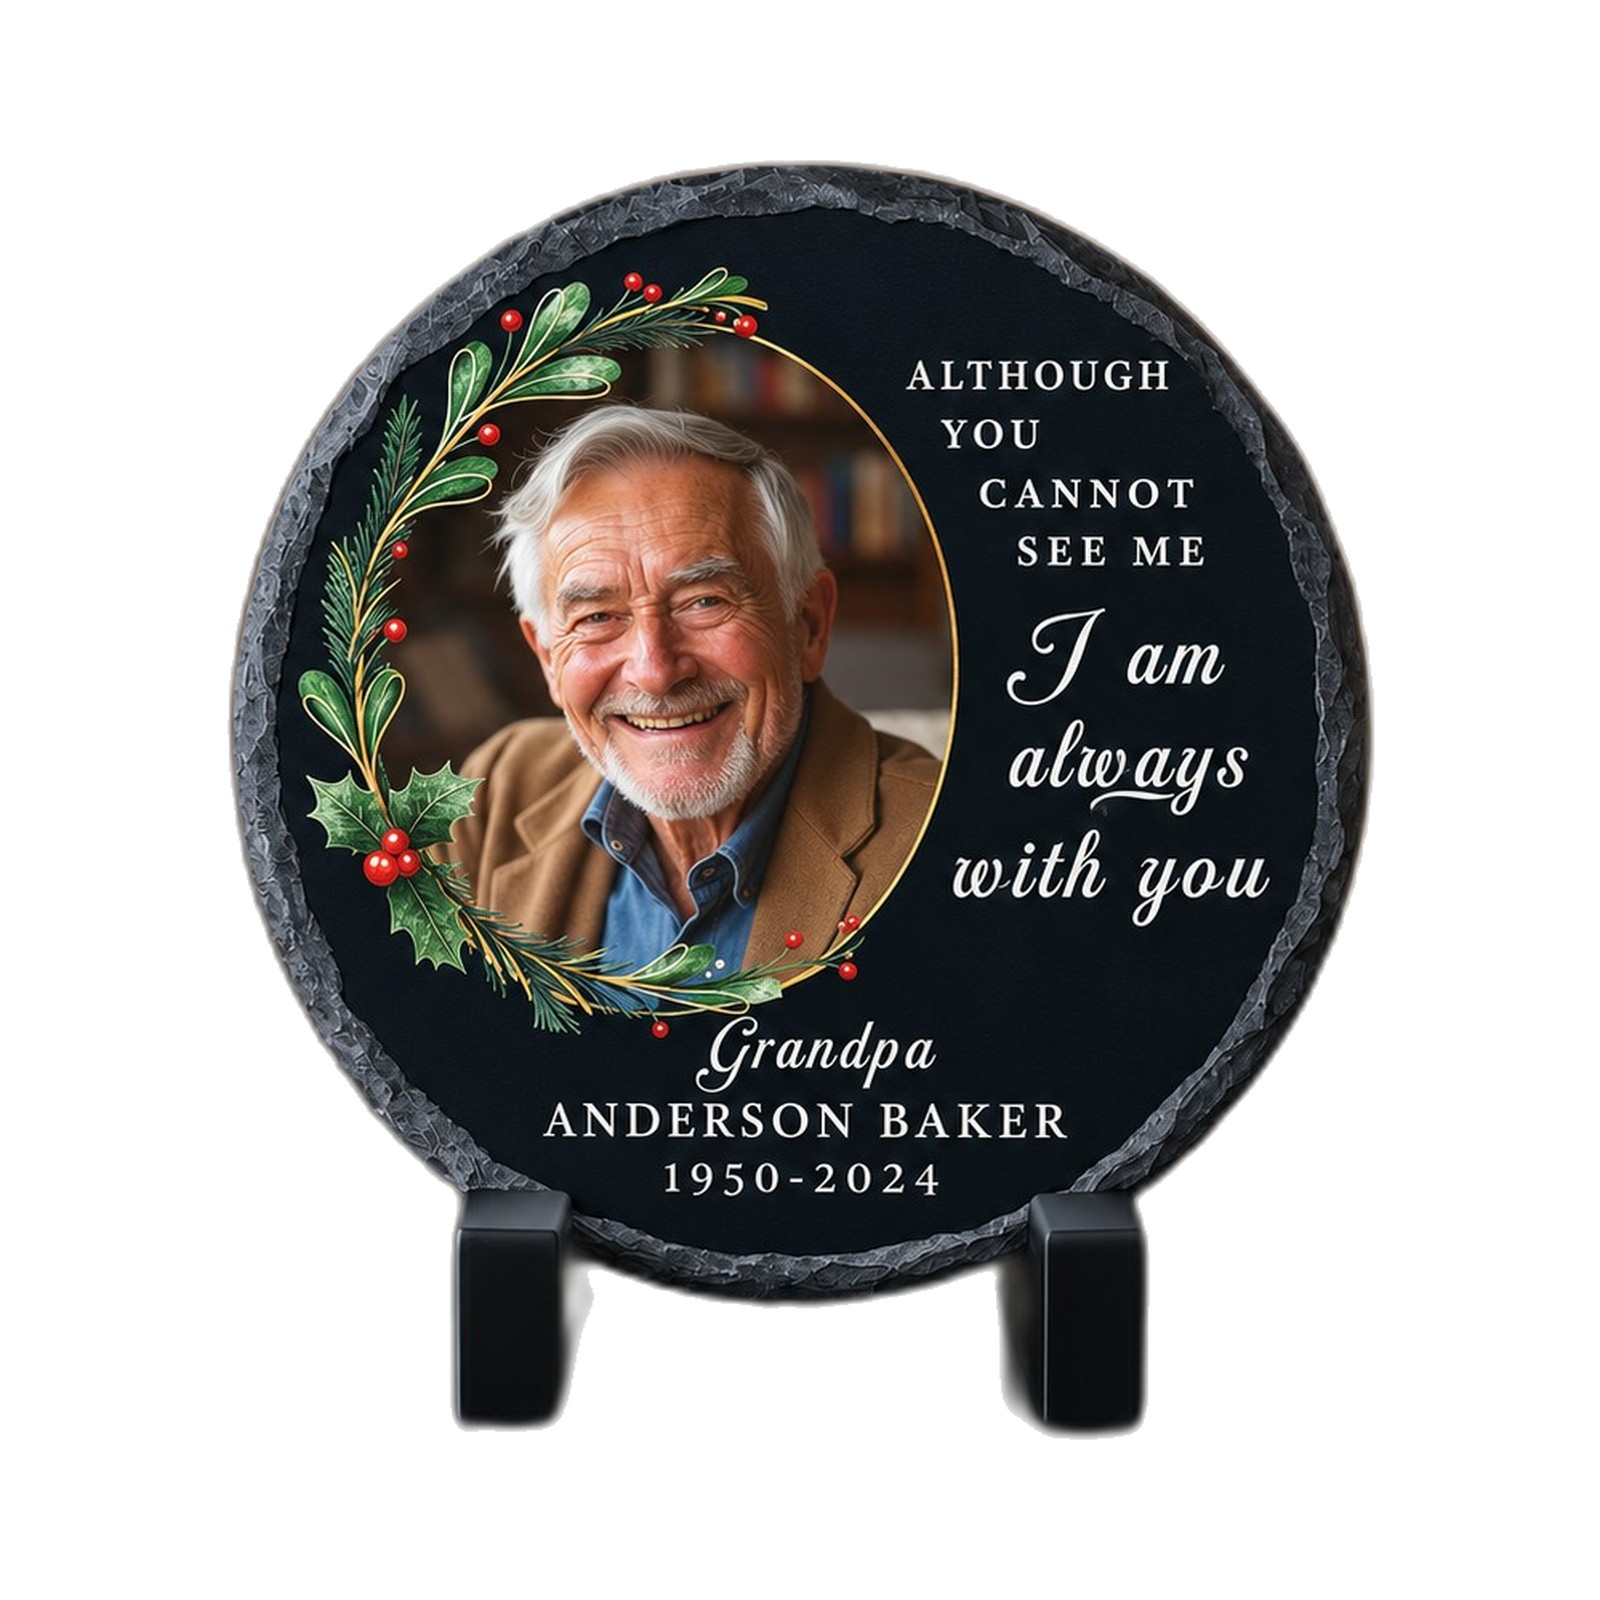 ALTHOUGH
YOU
CANNOT
SEE ME
I am
always
with you
Grandpa
ANDERSON BAKER
1950-2024